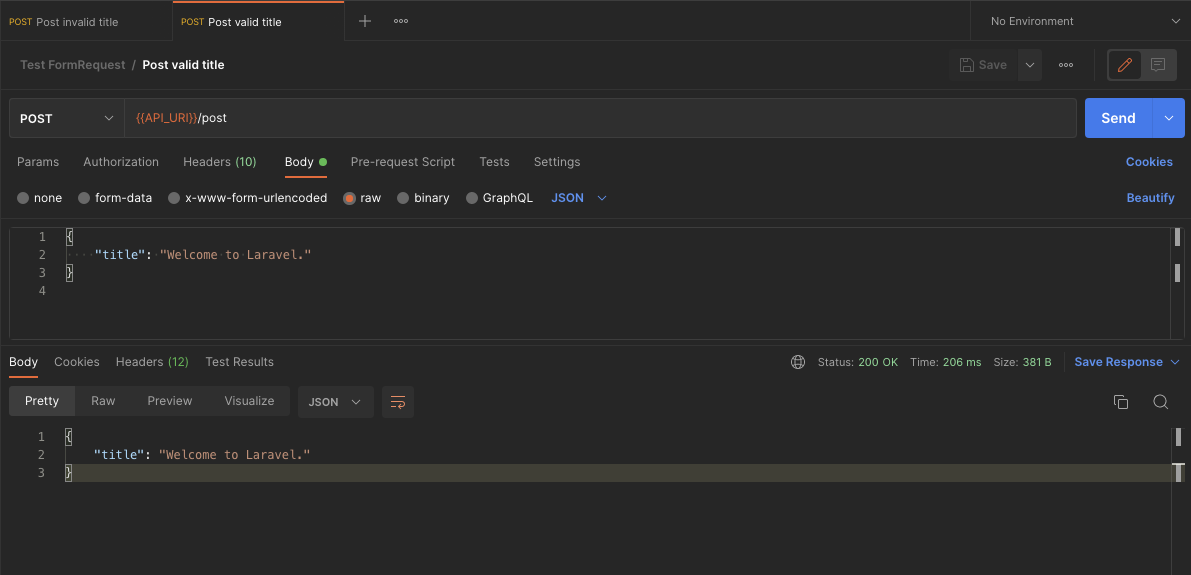 POST Post invalid title POST Post valid title No Environment
Test FormRequest / Post valid title Save
POST {{API_URI}}/post Send
Params Authorization Headers (10) Body Pre-request Script Tests Settings Cookies
none form-data x-www-form-urlencoded raw binary GraphQL JSON Beautify
1 {
2 "title": "Welcome to Laravel."
3 }
4
Body Cookies Headers (12) Test Results Status: 200 OK Time: 206 ms Size: 381 B Save Response
Pretty Raw Preview Visualize JSON
1 {
2 "title": "Welcome to Laravel."
3 }